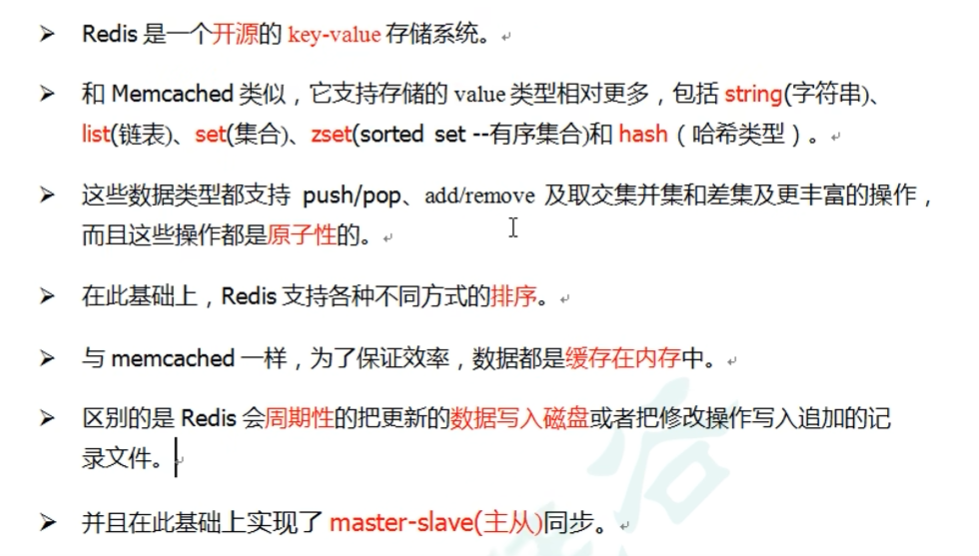 ➢ Redis 是一个开源的 key-value 存储系统。
➢ 和 Memcached 类似，它支持存储的 value 类型相对更多，包括 string(字符串)、
list(链表)、set(集合)、zset(sorted set --有序集合)和 hash（哈希类型）。
➢ 这些数据类型都支持 push/pop、add/remove 及取交集并集和差集及更丰富的操作，
而且这些操作都是原子性的。
➢ 在此基础上，Redis 支持各种不同方式的排序。
➢ 与 memcached 一样，为了保证效率，数据都是缓存在内存中。
➢ 区别的是 Redis 会周期性的把更新的数据写入磁盘或者把修改操作写入追加的记
录文件。
➢ 并且在此基础上实现了 master-slave(主从)同步。